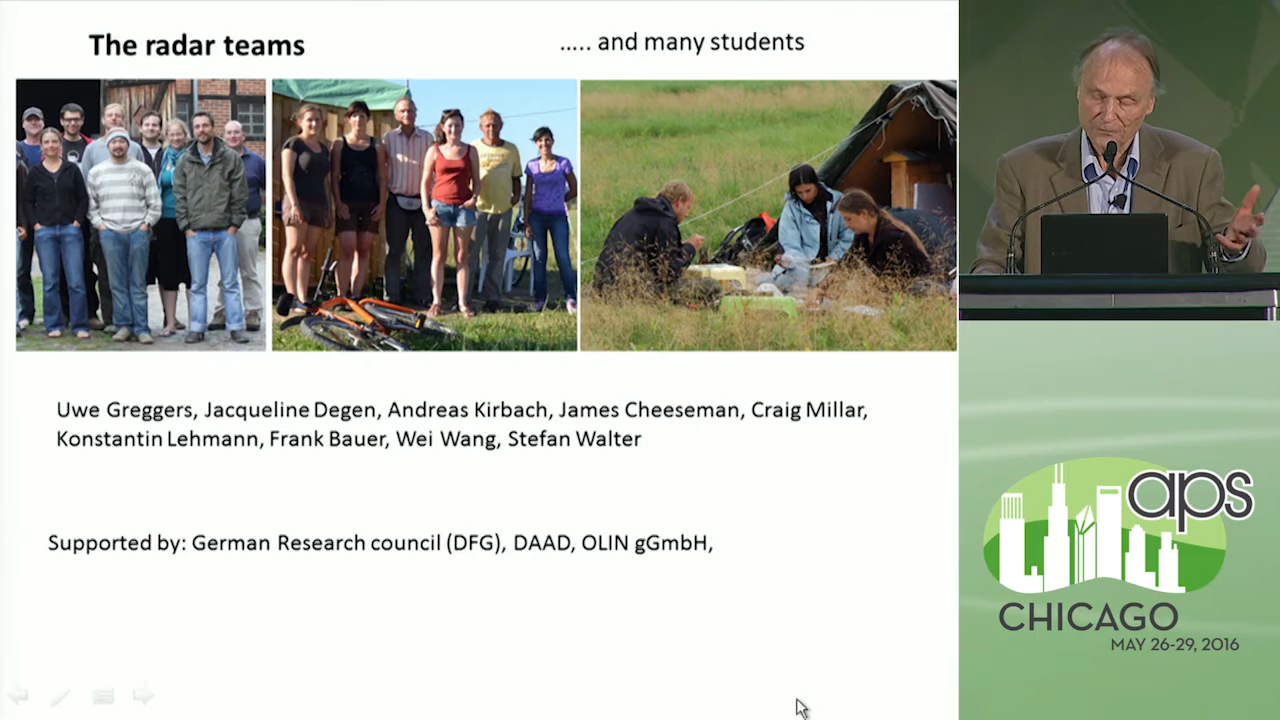 The radar teams
..... and many students
Uwe Greggers, Jacqueline Degen, Andreas Kirbach, James Cheeseman, Craig Millar,
Konstantin Lehmann, Frank Bauer, Wei Wang, Stefan Walter
Supported by: German Research council (DFG), DAAD, OLIN gGmbH,
aps
CHICAGO
MAY 26-29, 2016